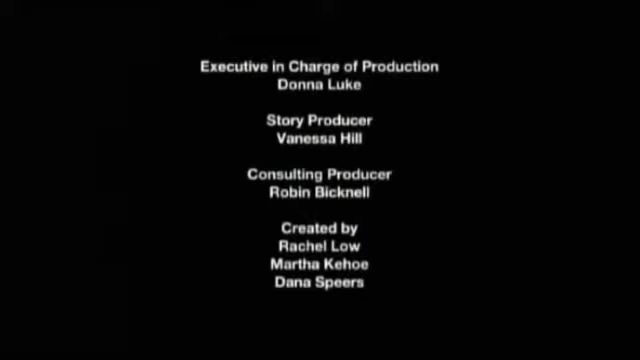 Executive in Charge of Production
Donna Luke
Story Producer
Vanessa Hill
Consulting Producer
Robin Bicknell
Created by
Rachel Low
Martha Kehoe
Dana Speers